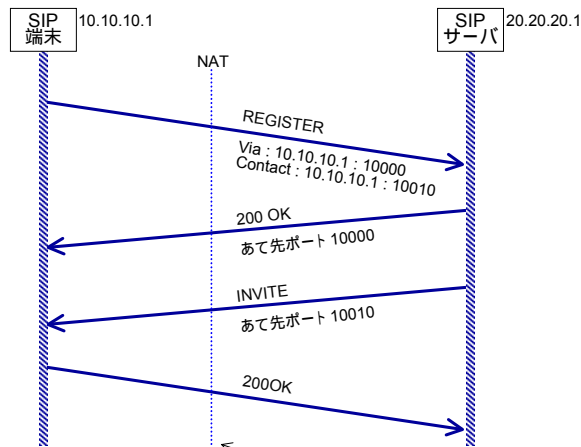 SIP
端末
10.10.10.1
SIP
サーバ
20.20.20.1
NAT
REGISTER
Via : 10.10.10.1 : 10000
Contact : 10.10.10.1 : 10010
200 OK
あて先ポート 10000
INVITE
あて先ポート 10010
200OK